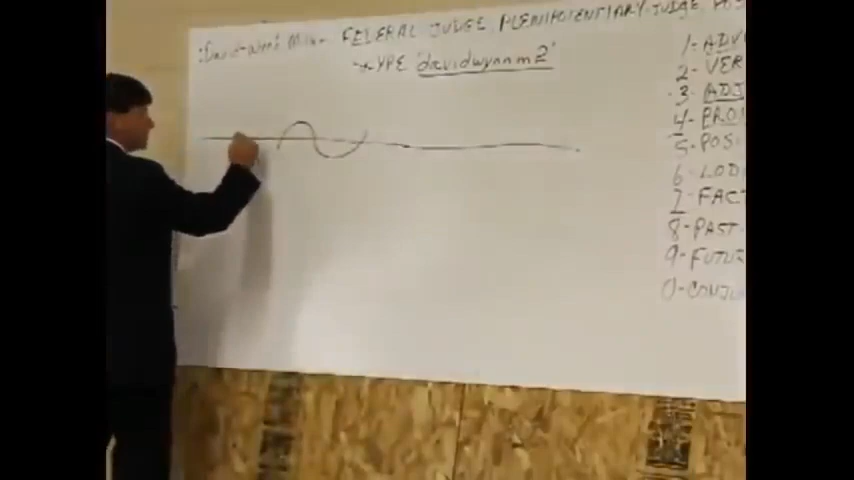 FEDERAL JUDGE, PLENIPOTENTIARY JUDGE,
TYPE 'davidwynnm2'
1- ADV
2- VER
3- ADJ
4- PRO
5- POS
6- LODI
7- FACT
8- PAST
9- FUTUR
0- CONJU